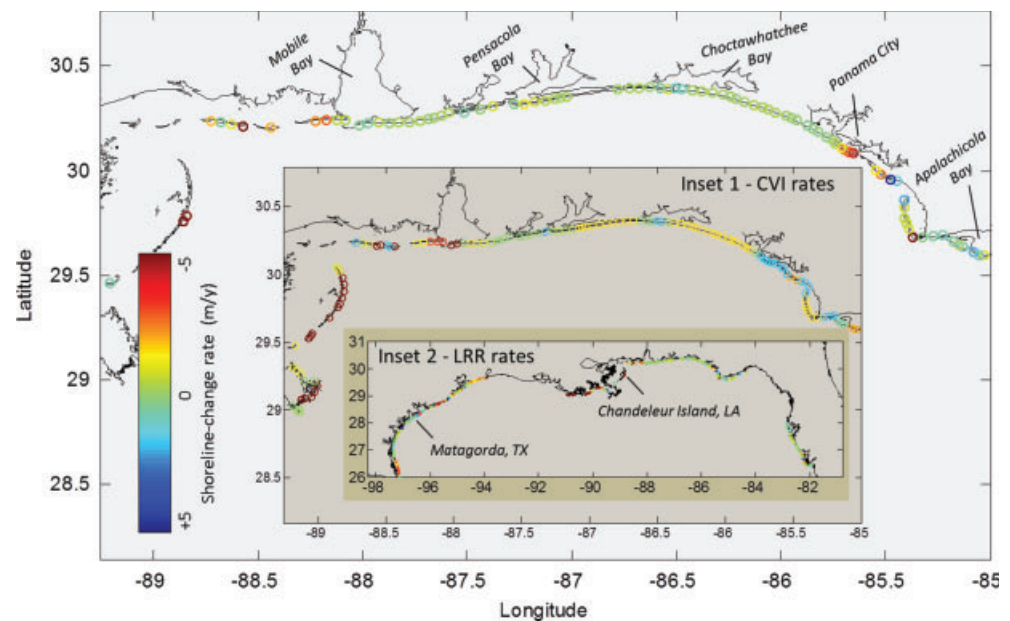 30.5
30
29.5
29
28.5
Latitude
Mobile
Bay
Pensacola
Bay
Choctawhatchee
Bay
Panama City
Apalachicola
Bay
-5
0
+5
Shoreline-change rate (m/y)
Inset 1 - CVI rates
30.5
30
29.5
29
28.5
Inset 2 - LRR rates
31
30
29
28
27
26
Chandeleur Island, LA
Matagorda, TX
-98
-96
-94
-91
-90
-88
-87
-84
-82
-89
-88.5
-88
-87.5
-87
-86.5
-86
-85.5
-85
-89
-88.5
-88
-87.5
-87
-86.5
-86
-85.5
-85
Longitude